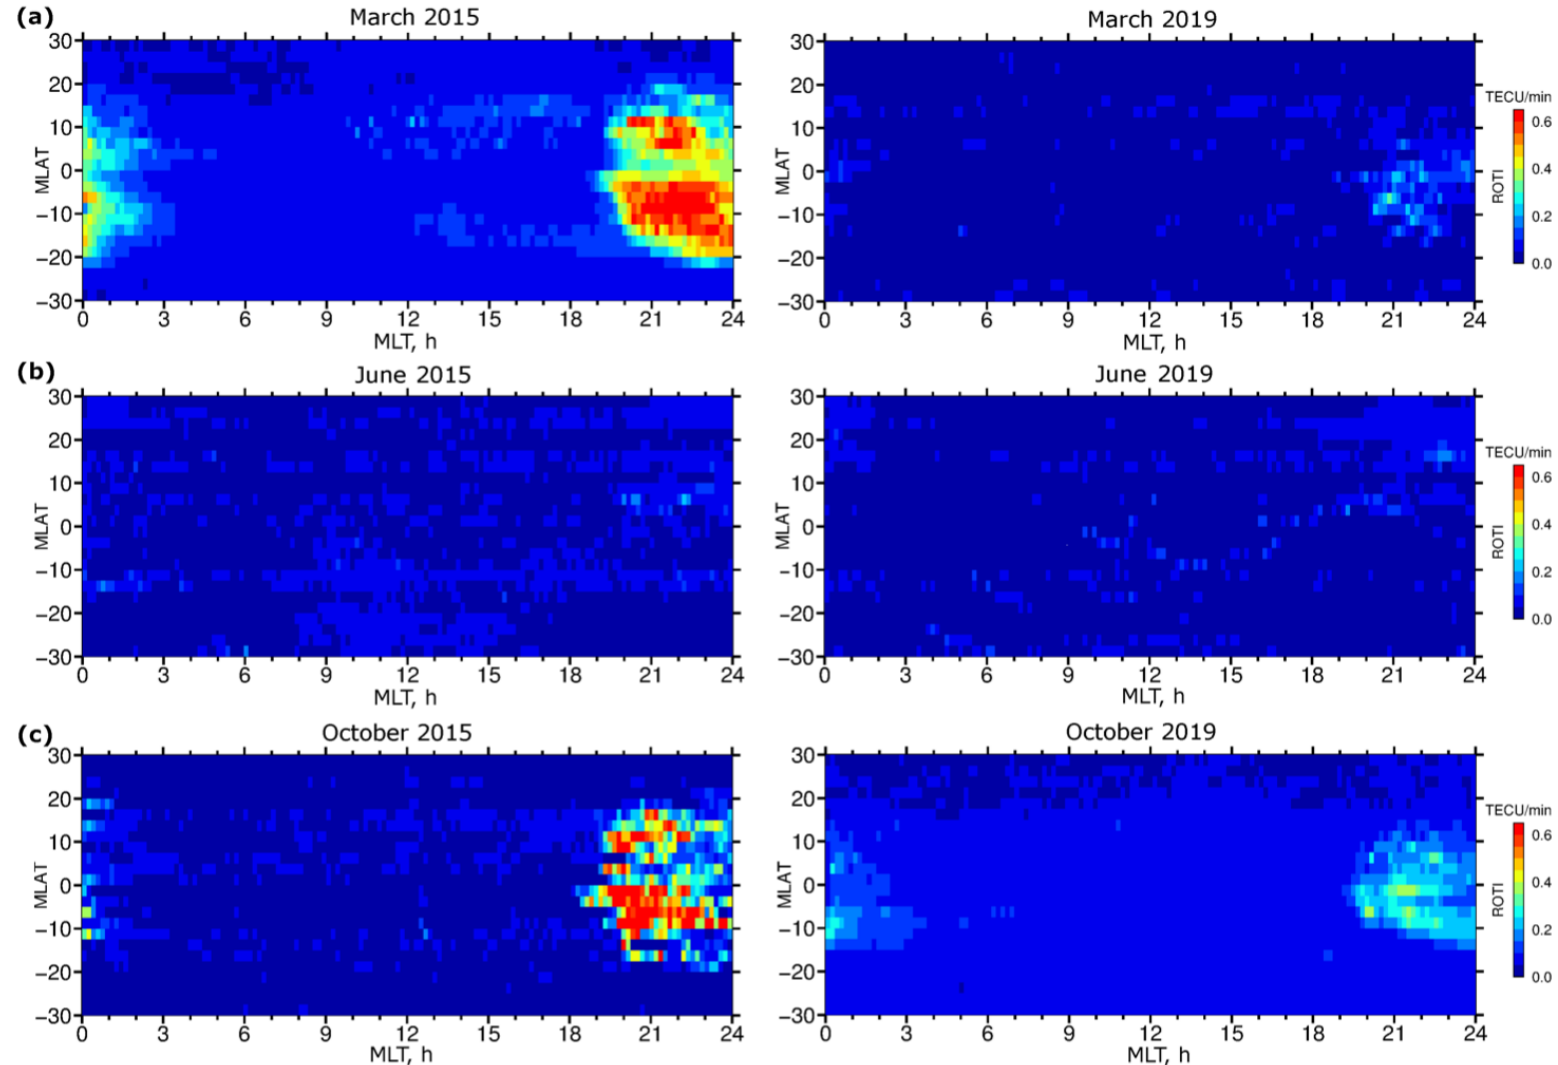 (a)
March 2015
March 2019
30
20
10
0
−10
−20
−30
MLAT
0 3 6 9 12 15 18 21 24
MLT, h
30
20
10
0
−10
−20
−30
MLAT
0 3 6 9 12 15 18 21 24
MLT, h
TECU/min
0.6
0.4
0.2
0.0
ROTI
(b)
June 2015
June 2019
30
20
10
0
−10
−20
−30
MLAT
0 3 6 9 12 15 18 21 24
MLT, h
30
20
10
0
−10
−20
−30
MLAT
0 3 6 9 12 15 18 21 24
MLT, h
TECU/min
0.6
0.4
0.2
0.0
ROTI
(c)
October 2015
October 2019
30
20
10
0
−10
−20
−30
MLAT
0 3 6 9 12 15 18 21 24
MLT, h
30
20
10
0
−10
−20
−30
MLAT
0 3 6 9 12 15 18 21 24
MLT, h
TECU/min
0.6
0.4
0.2
0.0
ROTI